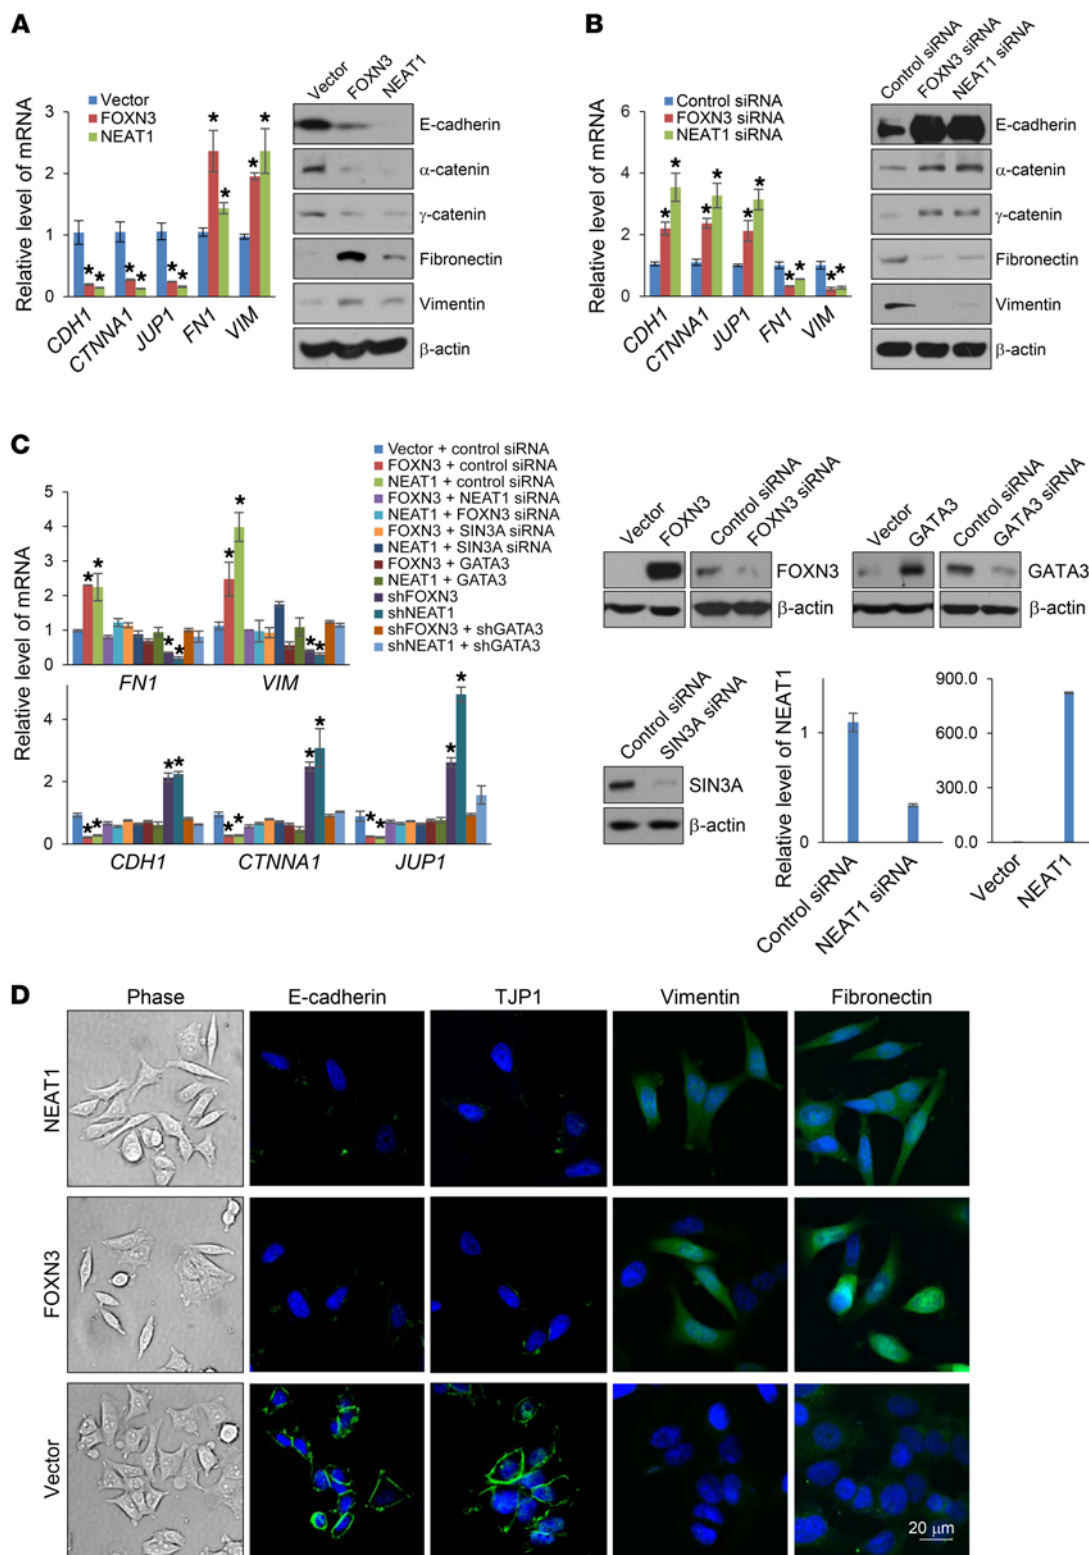 A
Relative level of mRNA
3
2
1
0
Vector
FOXN3
NEAT1
* * * * * * * * * *
CDH1
CTNNA1
JUP1
FN1
VIM
Vector
FOXN3
NEAT1
E-cadherin
α-catenin
γ-catenin
Fibronectin
Vimentin
β-actin
B
Relative level of mRNA
6
4
2
0
Control siRNA
FOXN3 siRNA
NEAT1 siRNA
* * * * * * * * * *
CDH1
CTNNA1
JUP1
FN1
VIM
Control siRNA
FOXN3 siRNA
NEAT1 siRNA
E-cadherin
α-catenin
γ-catenin
Fibronectin
Vimentin
β-actin
C
Relative level of mRNA
5
4
3
2
1
0
* * * * * * * *
FN1
VIM
4
2
0
* * * * * * * * * * * *
CDH1
CTNNA1
JUP1
Vector + control siRNA
FOXN3 + control siRNA
NEAT1 + control siRNA
FOXN3 + NEAT1 siRNA
NEAT1 + FOXN3 siRNA
FOXN3 + SIN3A siRNA
NEAT1 + SIN3A siRNA
FOXN3 + GATA3
NEAT1 + GATA3
shFOXN3
shNEAT1
shFOXN3 + shGATA3
shNEAT1 + shGATA3
Vector
FOXN3
Control siRNA
FOXN3 siRNA
FOXN3
β-actin
Vector
GATA3
Control siRNA
GATA3 siRNA
GATA3
β-actin
Control siRNA
SIN3A siRNA
SIN3A
β-actin
Relative level of NEAT1
1
0
Control siRNA
NEAT1 siRNA
900.0
600.0
300.0
0.0
Vector
NEAT1
D
Phase
E-cadherin
TJP1
Vimentin
Fibronectin
NEAT1
FOXN3
Vector
20 μm